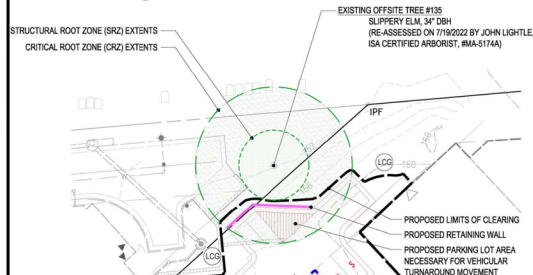 EXISTING OFFSITE TREE #135
SLIPPERY ELM, 34" DBH
(RE-ASSESSED ON 7/19/2022 BY JOHN LIGHTLE,
ISA CERTIFIED ARBORIST, #MA-5174A)
STRUCTURAL ROOT ZONE (SRZ) EXTENTS
CRITICAL ROOT ZONE (CRZ) EXTENTS
IPF
160
LCG
160
156
PROPOSED LIMITS OF CLEARING
PROPOSED RETAINING WALL
PROPOSED PARKING LOT AREA
NECESSARY FOR VEHICULAR
TURNAROUND MOVEMENT
LCG